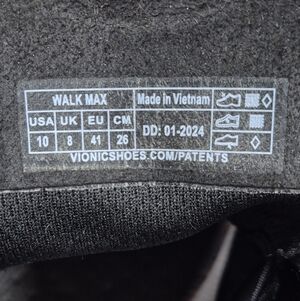 WALK MAX
Made in Vietnam
USA UK EU CM
10 8 41 26
DD: 01-2024
VIONICSHOES.COM/PATENTS